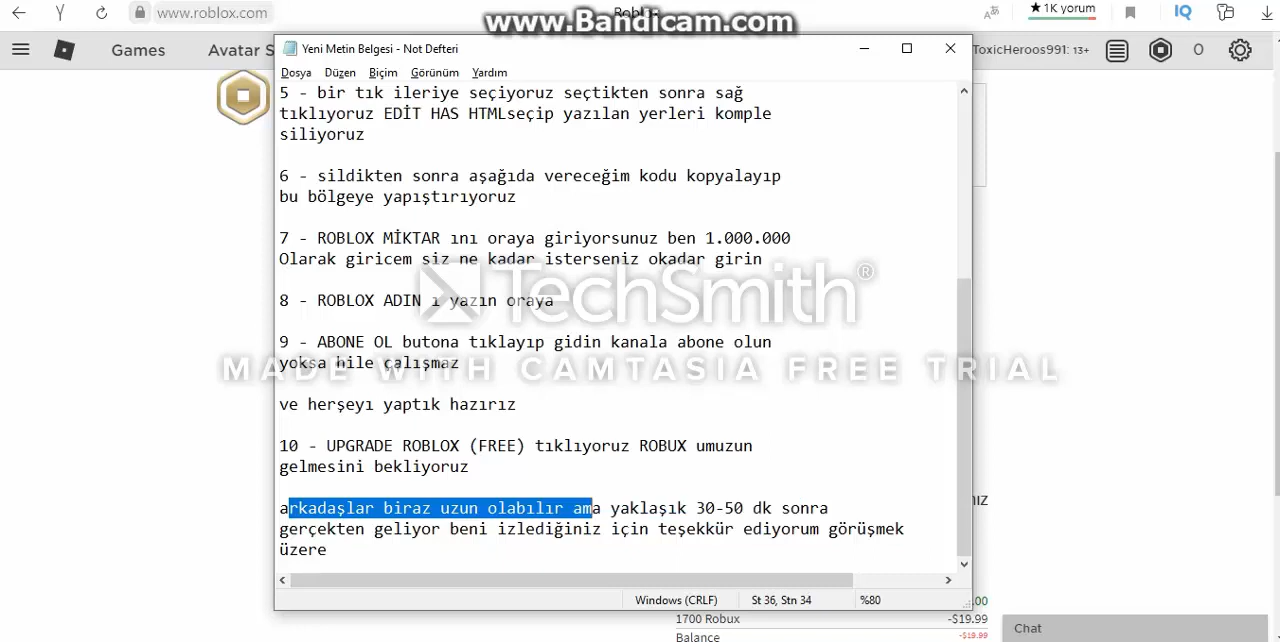 www.roblox.com
www.Bandicam.com
1K yorum
IQ
Games
Avatar S
Yeni Metin Belgesi - Not Defteri
ToxicHeroos991: 13+
0
Dosya Düzen Biçim Görünüm Yardım
5 - bir tık ileriye seçiyoruz seçtikten sonra sağ
tıklıyoruz EDİT HAS HTMLseçip yazılan yerleri komple
siliyoruz
6 - sildikten sonra aşağıda vereceğim kodu kopyalayıp
bu bölgeye yapıştırıyoruz
7 - ROBLOX MİKTAR ını oraya giriyorsunuz ben 1.000.000
Olarak giricem siz ne kadar isterseniz okadar girin
TechSmith®
8 - ROBLOX ADIN ı yazın oraya
9 - ABONE OL butona tıklayıp gidin kanala abone olun
yoksa hile çalışmaz
MADE WITH CAMTASIA FREE TRIAL
ve herşeyı yaptık hazırız
10 - UPGRADE ROBLOX (FREE) tıklıyoruz ROBUX umuzun
gelmesini bekliyoruz
arkadaşlar biraz uzun olabılır ama yaklaşık 30-50 dk sonra
gerçekten geliyor beni izlediğiniz için teşekkür ediyorum görüşmek
üzere
Windows (CRLF) St 36, Stn 34 %80
1700 Robux -$19.99
Balance -$19.99
Chat